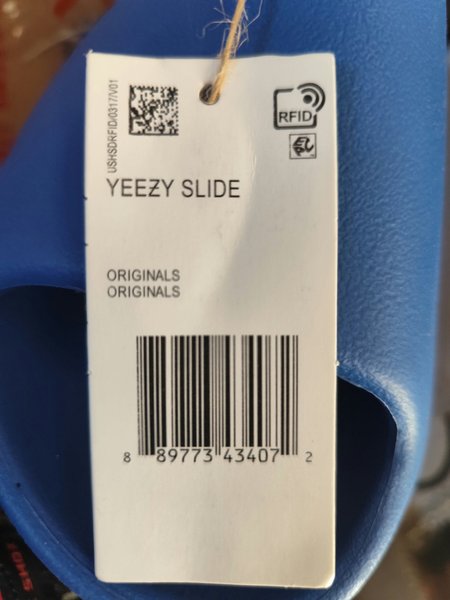 USHSDRFID/0317/V01
RFID
YEEZY SLIDE
ORIGINALS
ORIGINALS
8 89773 43407 2